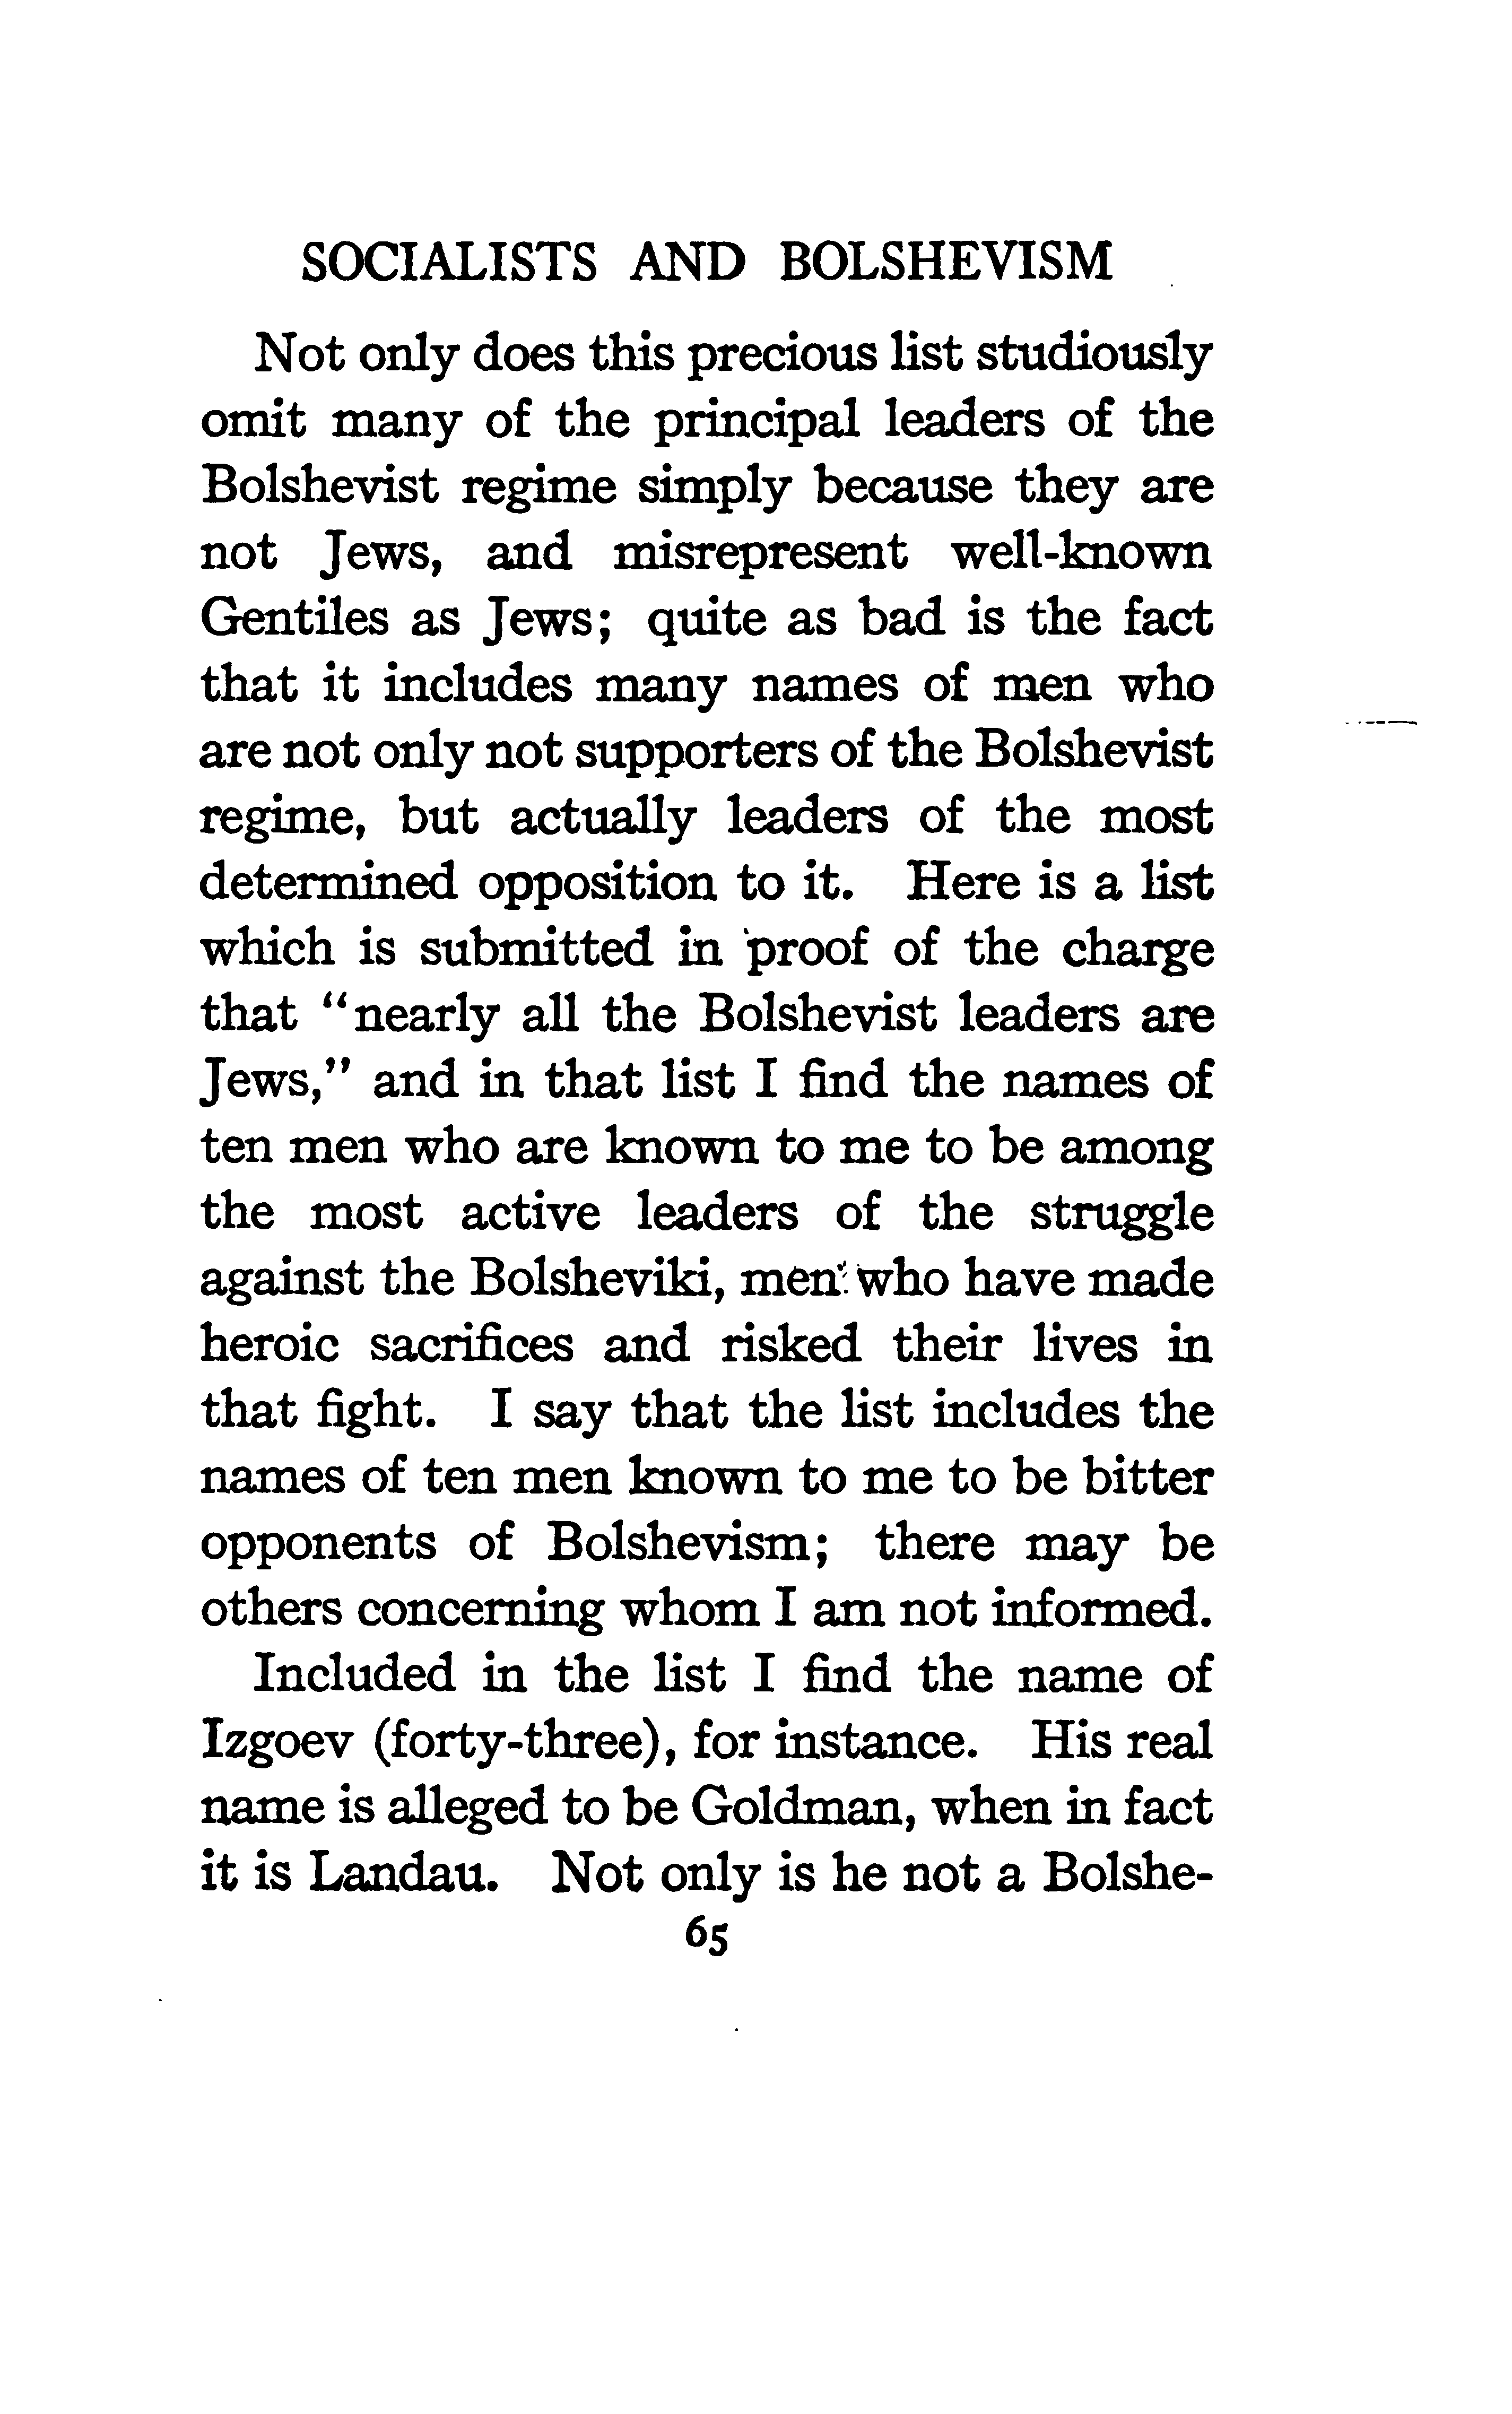 SOCIALISTS AND BOLSHEVISM
Not only does this precious list studiously
omit many of the principal leaders of the
Bolshevist regime simply because they are
not Jews, and misrepresent well-known
Gentiles as Jews; quite as bad is the fact
that it includes many names of men who
are not only not supporters of the Bolshevist
regime, but actually leaders of the most
determined opposition to it. Here is a list
which is submitted in proof of the charge
that "nearly all the Bolshevist leaders are
Jews," and in that list I find the names of
ten men who are known to me to be among
the most active leaders of the struggle
against the Bolsheviki, men who have made
heroic sacrifices and risked their lives in
that fight. I say that the list includes the
names of ten men known to me to be bitter
opponents of Bolshevism; there may be
others concerning whom I am not informed.
Included in the list I find the name of
Izgoev (forty-three), for instance. His real
name is alleged to be Goldman, when in fact
it is Landau. Not only is he not a Bolshe-
65